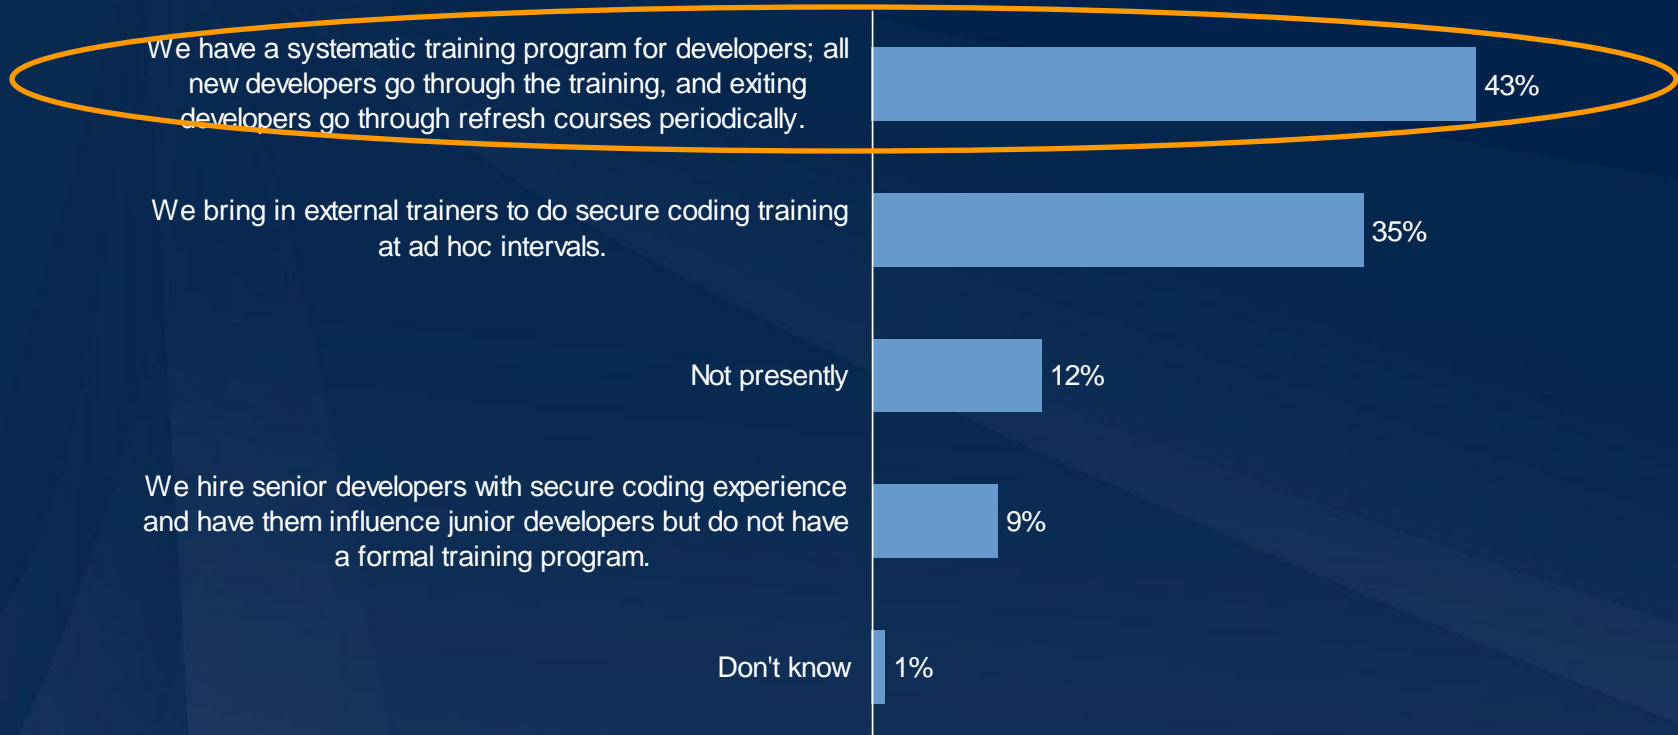 We have a systematic training program for developers; all
new developers go through the training, and exiting
developers go through refresh courses periodically.
43%
We bring in external trainers to do secure coding training
at ad hoc intervals.
35%
Not presently
12%
We hire senior developers with secure coding experience
and have them influence junior developers but do not have
a formal training program.
9%
Don't know
1%